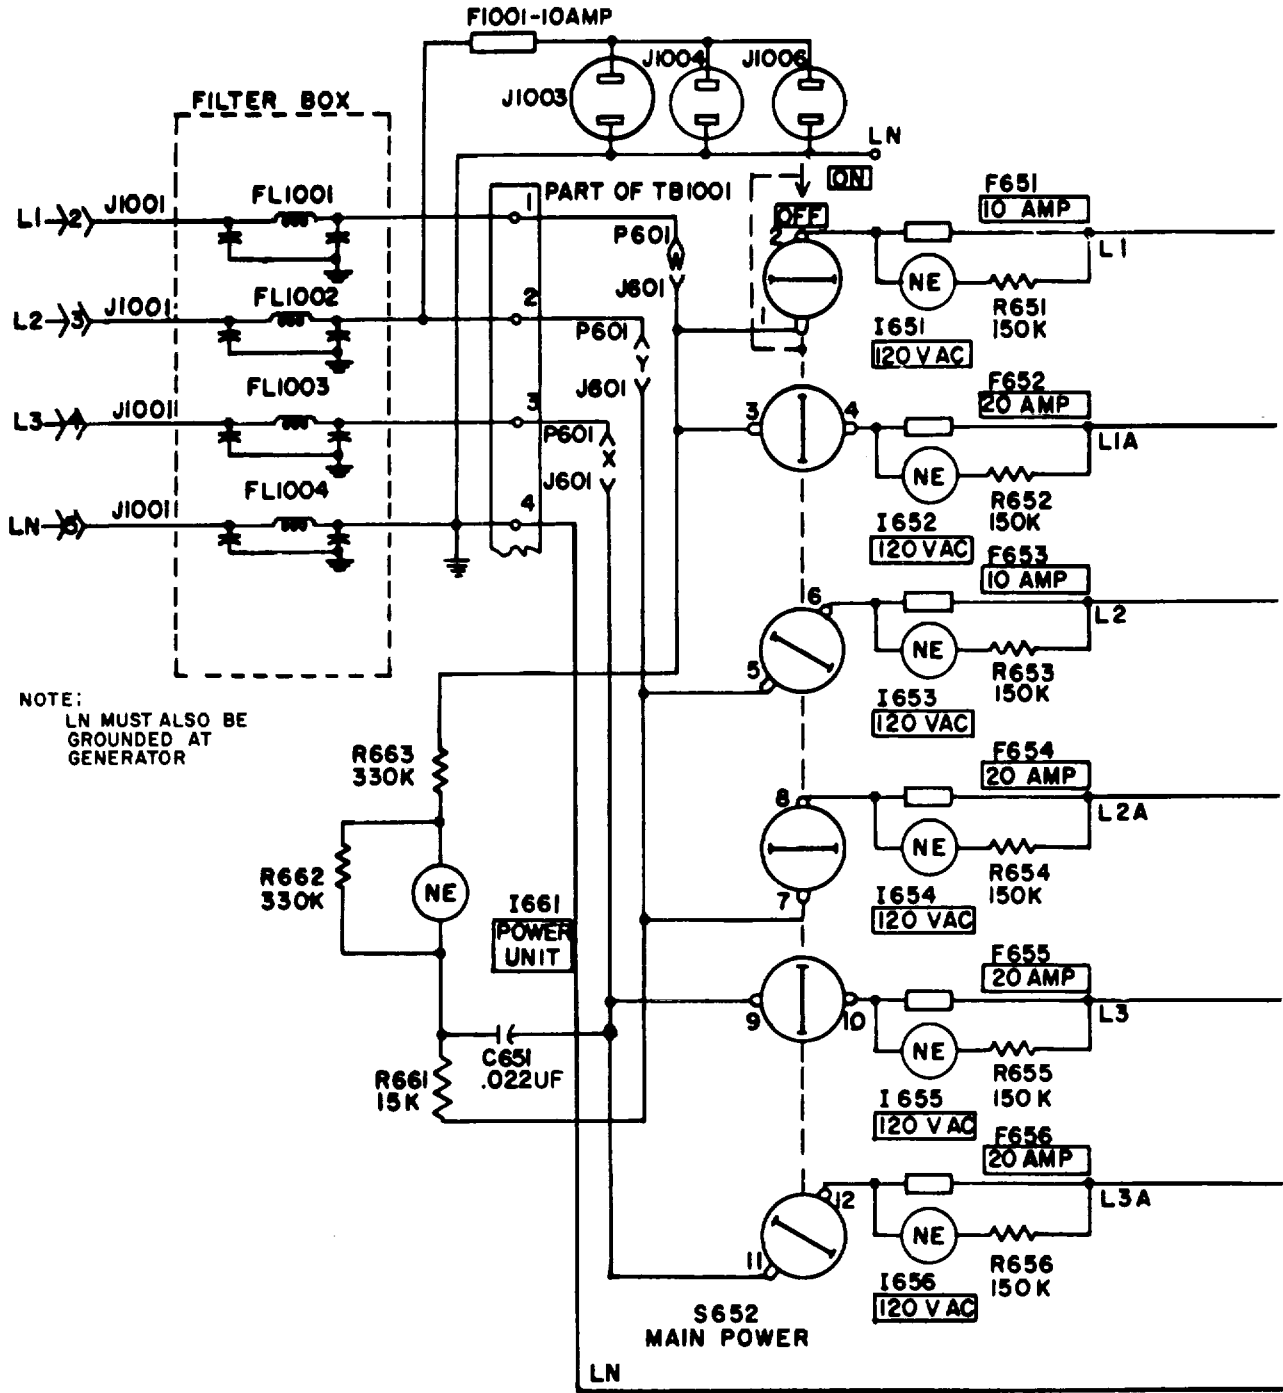 F1001-10AMP
J1004
J1006
J1003
FILTER BOX
LN
ON
PART OF TB1001
OFF
L1
2
J1001
FL1001
1
P601
W
J601
2
1
F651
10 AMP
L1
NE
R651
150K
I651
120 VAC
L2
3
J1001
FL1002
2
P601
Y
J601
L3
4
J1001
FL1003
3
P601
X
J601
3
4
F652
20 AMP
L1A
NE
R652
150K
I652
120 VAC
LN
5
J1001
FL1004
4
6
5
F653
10 AMP
L2
NE
R653
150K
I653
120 VAC
NOTE:
LN MUST ALSO BE
GROUNDED AT
GENERATOR
R663
330K
R662
330K
NE
I661
POWER
UNIT
8
7
F654
20 AMP
L2A
NE
R654
150K
I654
120 VAC
9
10
F655
20 AMP
L3
NE
R655
150K
I655
120 VAC
C651
.022UF
R661
15K
12
11
F656
20 AMP
L3A
NE
R656
150K
I656
120 VAC
S652
MAIN POWER
LN